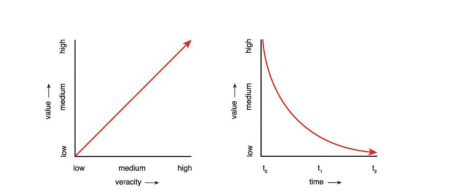 high
medium
low
value →
low medium high
veracity →
high
medium
low
value →
t₀ t₁ t₂
time →